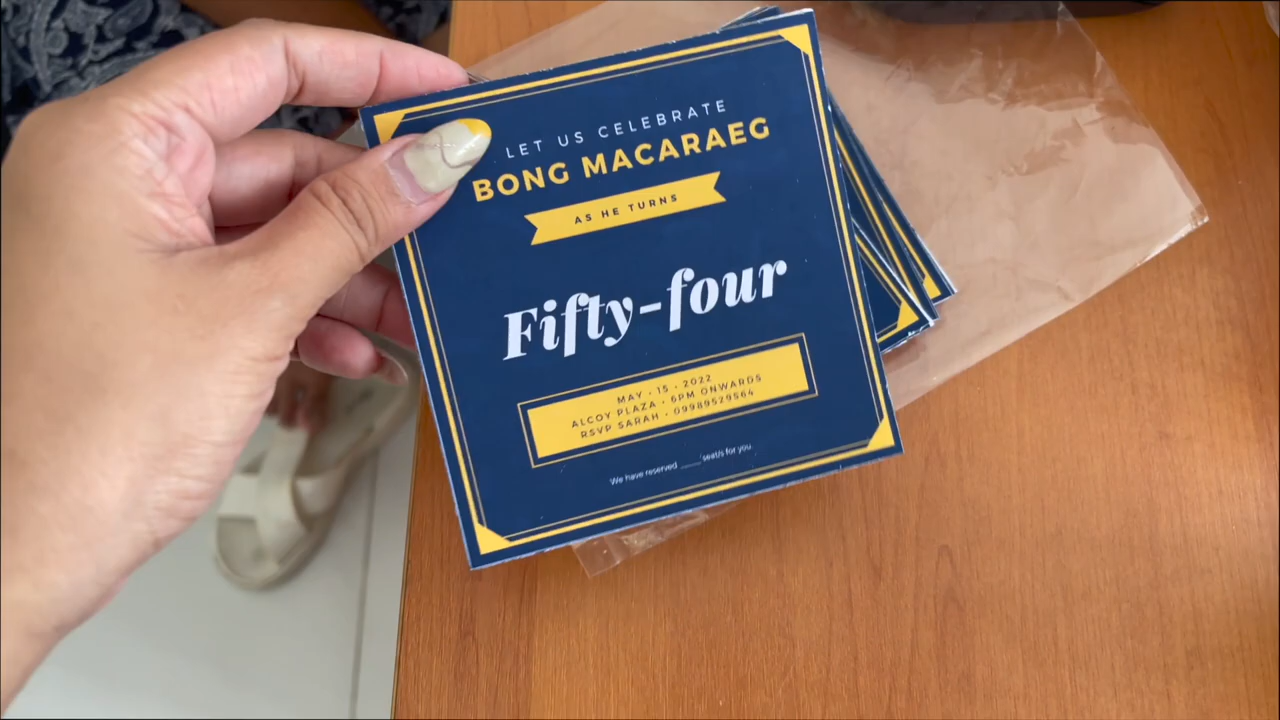 LET US CELEBRATE
BONG MACARAEG
AS HE TURNS
Fifty-four
MAY · 15 · 2022
ALCOY PLAZA · 6PM ONWARDS
RSVP SARAH · 09989529564
We have reserved ____ seat/s for you.